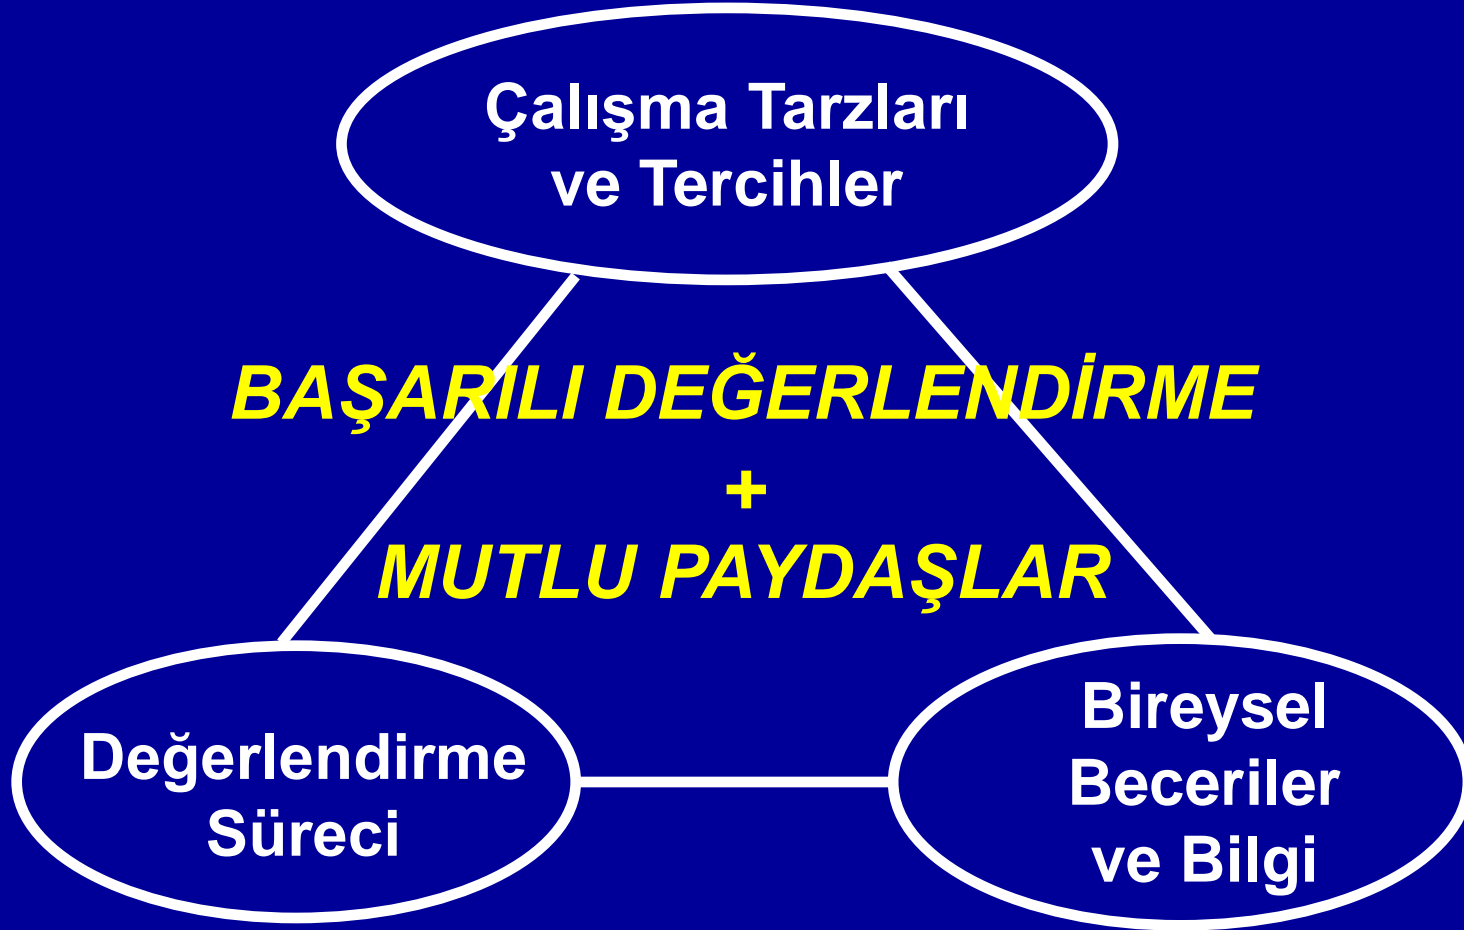 Çalışma Tarzları
ve Tercihler
BAŞARILI DEĞERLENDİRME
+
MUTLU PAYDAŞLAR
Değerlendirme
Süreci
Bireysel
Beceriler
ve Bilgi